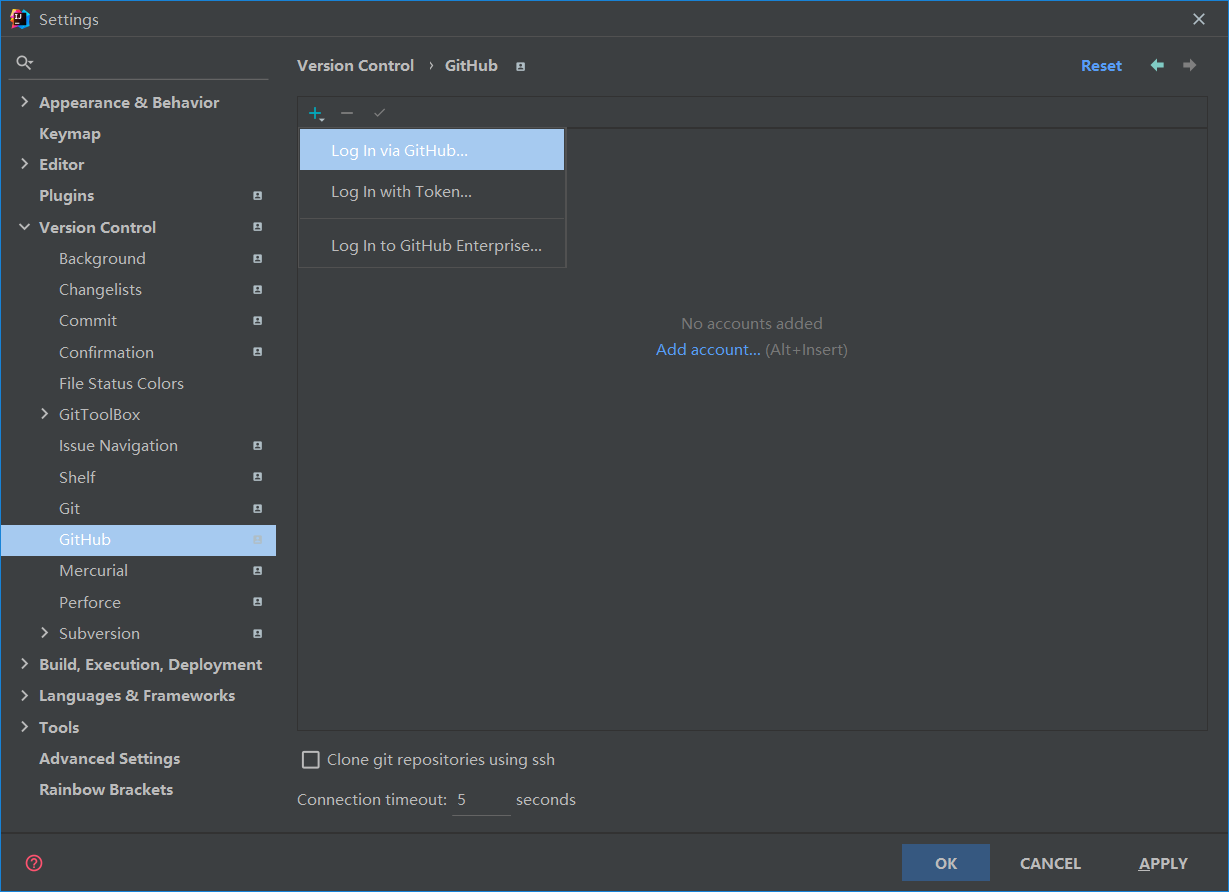 Settings
Version Control › GitHub
Reset
Appearance & Behavior
Keymap
Editor
Plugins
Version Control
Background
Changelists
Commit
Confirmation
File Status Colors
GitToolBox
Issue Navigation
Shelf
Git
GitHub
Mercurial
Perforce
Subversion
Build, Execution, Deployment
Languages & Frameworks
Tools
Advanced Settings
Rainbow Brackets
Log In via GitHub...
Log In with Token...
Log In to GitHub Enterprise...
No accounts added
Add account... (Alt+Insert)
Clone git repositories using ssh
Connection timeout: 5 seconds
OK
CANCEL
APPLY